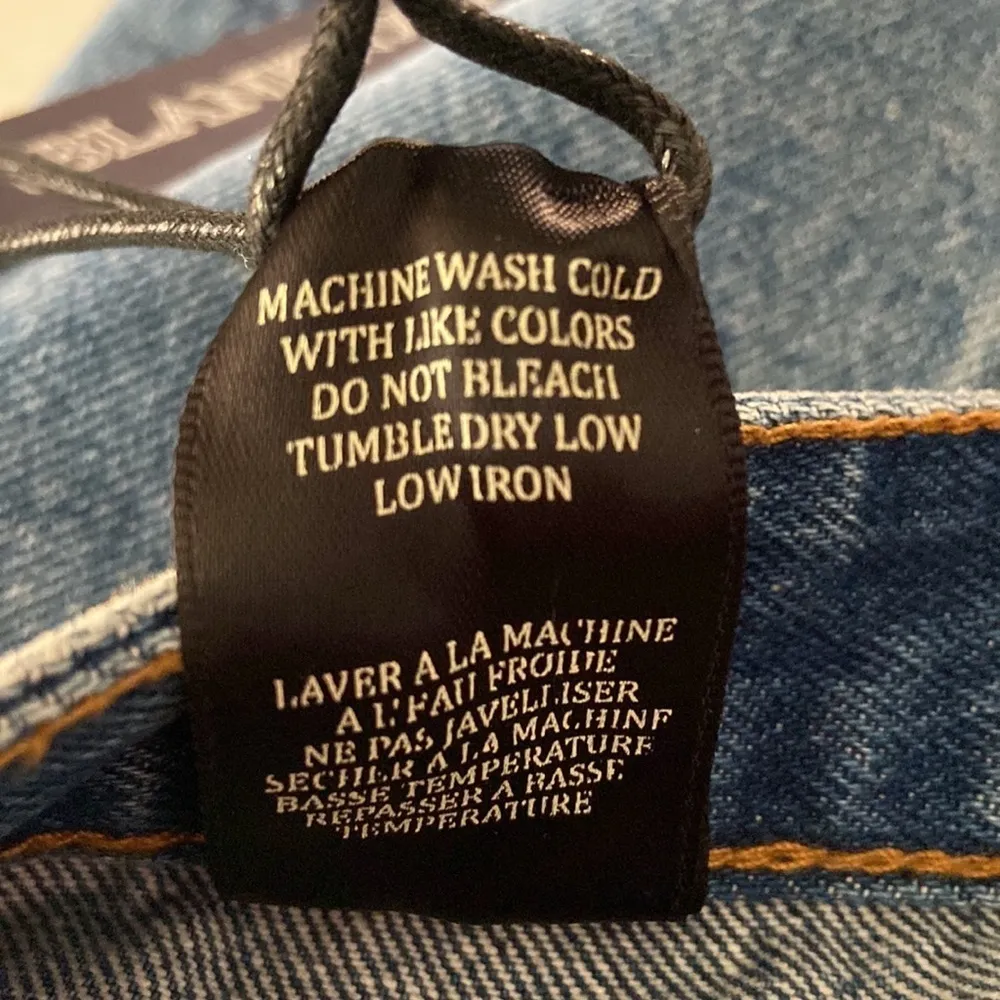 BLAN
MACHINE WASH COLD
WITH LIKE COLORS
DO NOT BLEACH
TUMBLE DRY LOW
LOW IRON
LAVER A LA MACHINE
A L'EAU FROIDE
NE PAS JAVELLISER
SECHER A LA MACHINE
BASSE TEMPERATURE
REPASSER A BASSE
TEMPERATURE